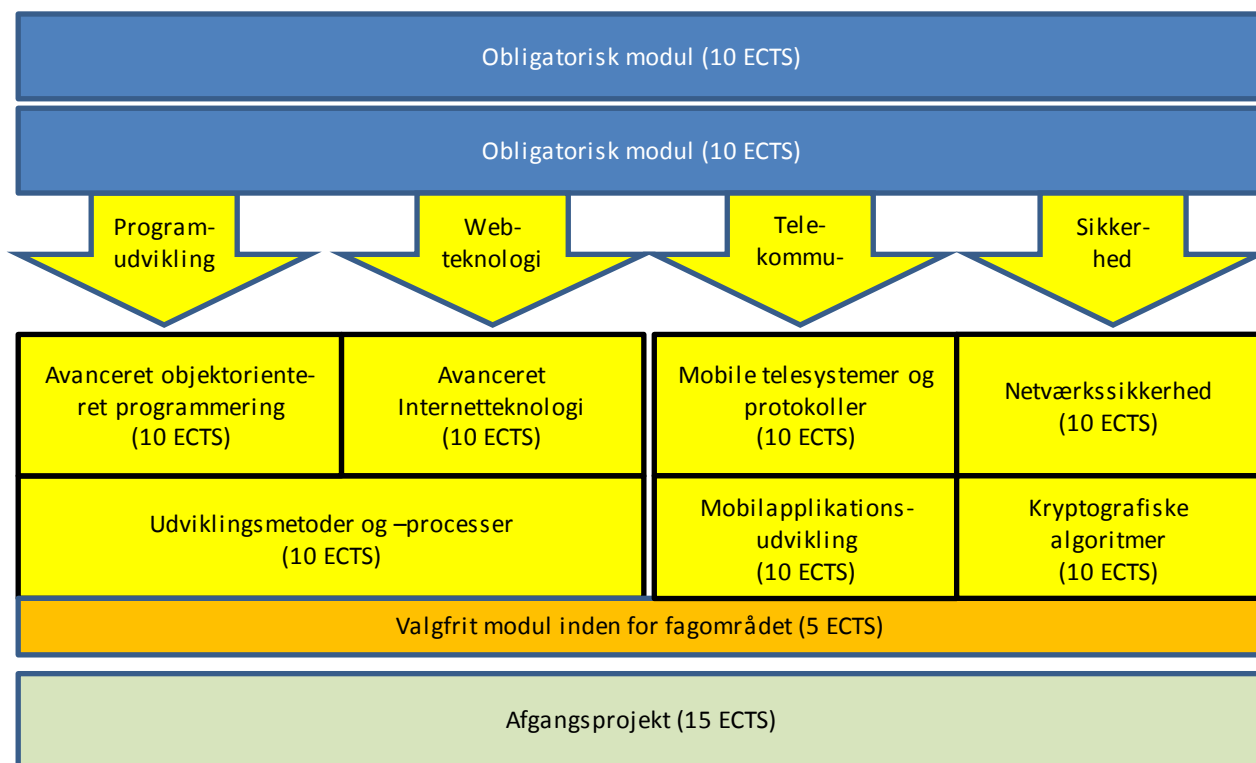 Obligatorisk modul (10 ECTS)
Obligatorisk modul (10 ECTS)
Program-
udvikling
Web-
teknologi
Tele-
kommu-
Sikker-
hed
Avanceret objektoriente-
ret programmering
(10 ECTS)
Avanceret
Internetteknologi
(10 ECTS)
Mobile telesystemer og
protokoller
(10 ECTS)
Netværkssikkerhed
(10 ECTS)
Udviklingsmetoder og –processer
(10 ECTS)
Mobilapplikations-
udvikling
(10 ECTS)
Kryptografiske
algoritmer
(10 ECTS)
Valgfrit modul inden for fagområdet (5 ECTS)
Afgangsprojekt (15 ECTS)